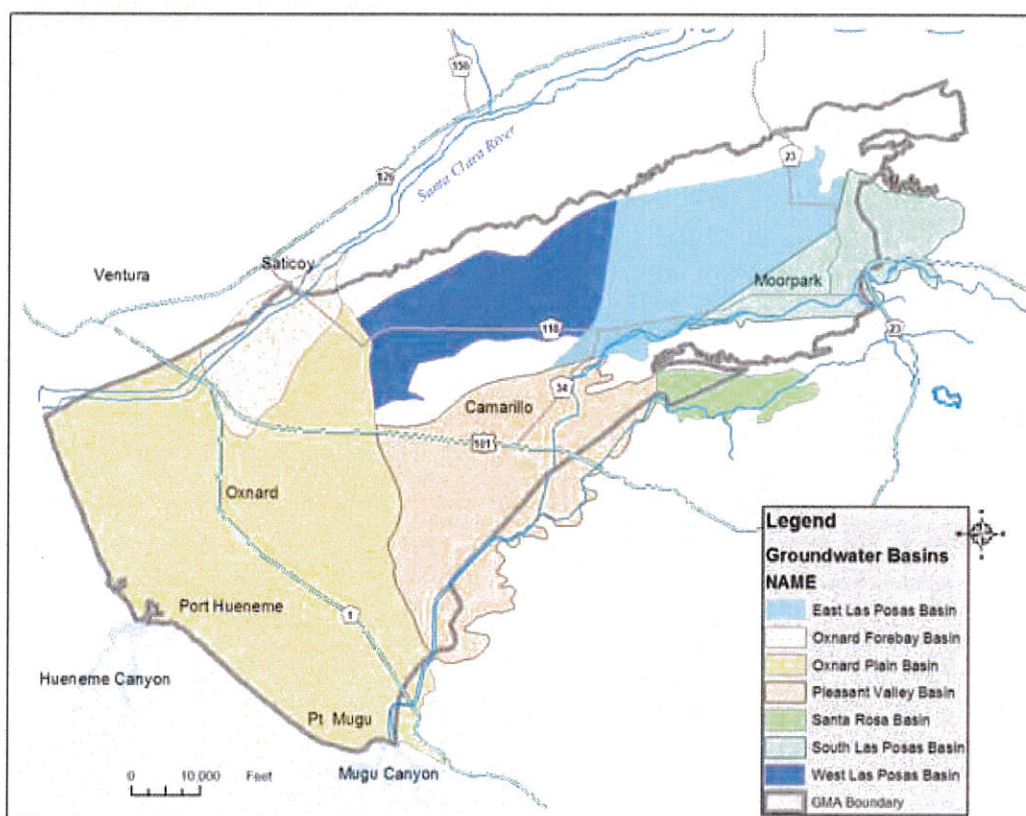 150
126
Santa Clara River
23
Saticoy
Ventura
Moorpark
118
23
34
Camarillo
101
Oxnard
Port Hueneme
1
Hueneme Canyon
Pt Mugu
Mugu Canyon
0 10,000 Feet
Legend
Groundwater Basins
NAME
East Las Posas Basin
Oxnard Forebay Basin
Oxnard Plain Basin
Pleasant Valley Basin
Santa Rosa Basin
South Las Posas Basin
West Las Posas Basin
GMA Boundary